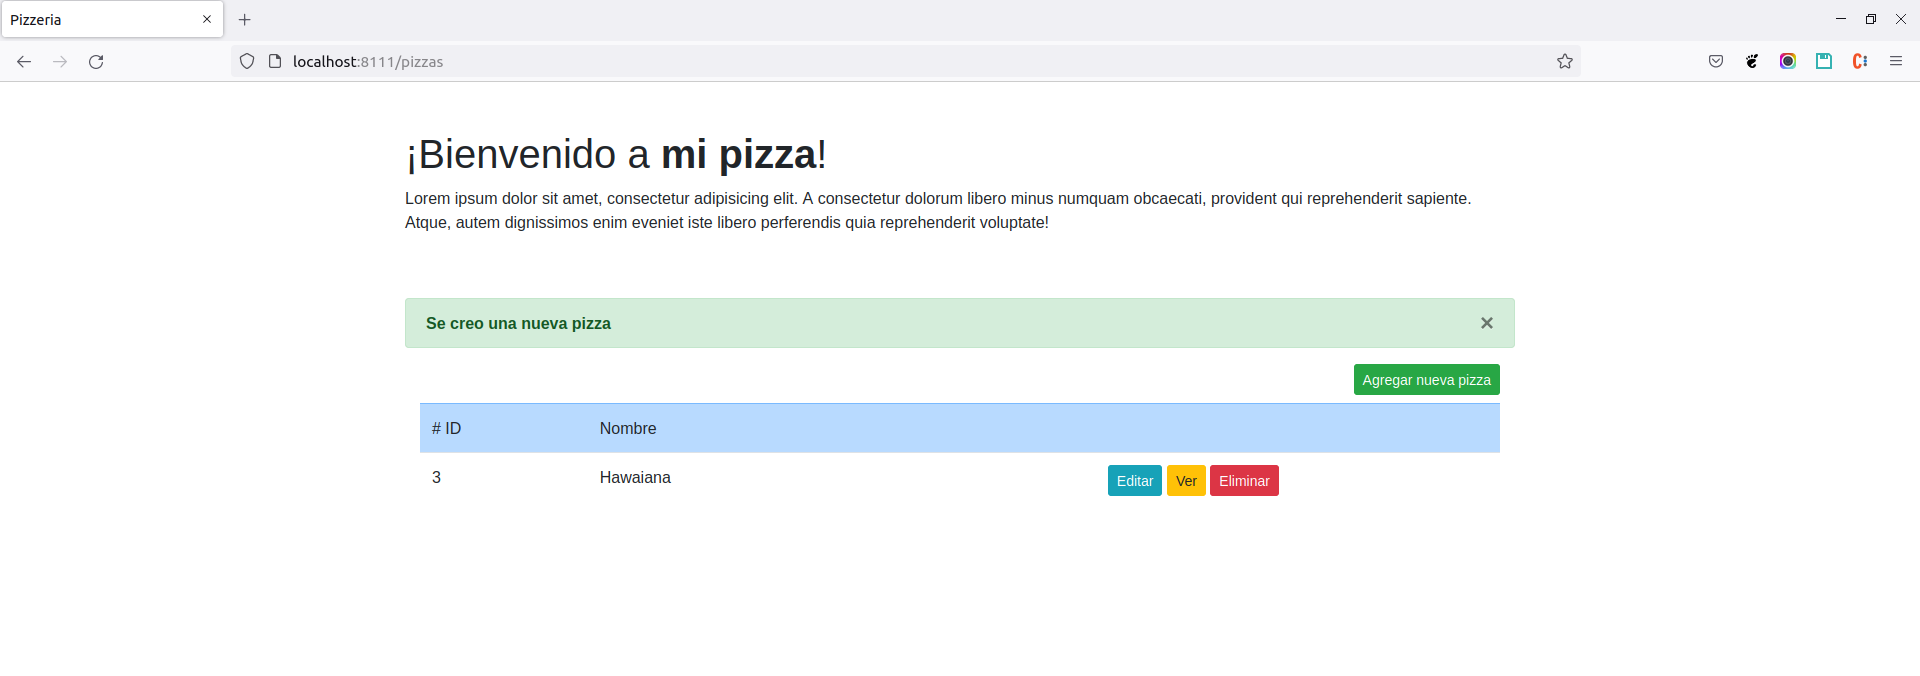 Pizzeria
localhost:8111/pizzas
¡Bienvenido a mi pizza!
Lorem ipsum dolor sit amet, consectetur adipisicing elit. A consectetur dolorum libero minus numquam obcaecati, provident qui reprehenderit sapiente.
Atque, autem dignissimos enim eveniet iste libero perferendis quia reprehenderit voluptate!
Se creo una nueva pizza ×
Agregar nueva pizza
# ID Nombre
3 Hawaiana Editar Ver Eliminar